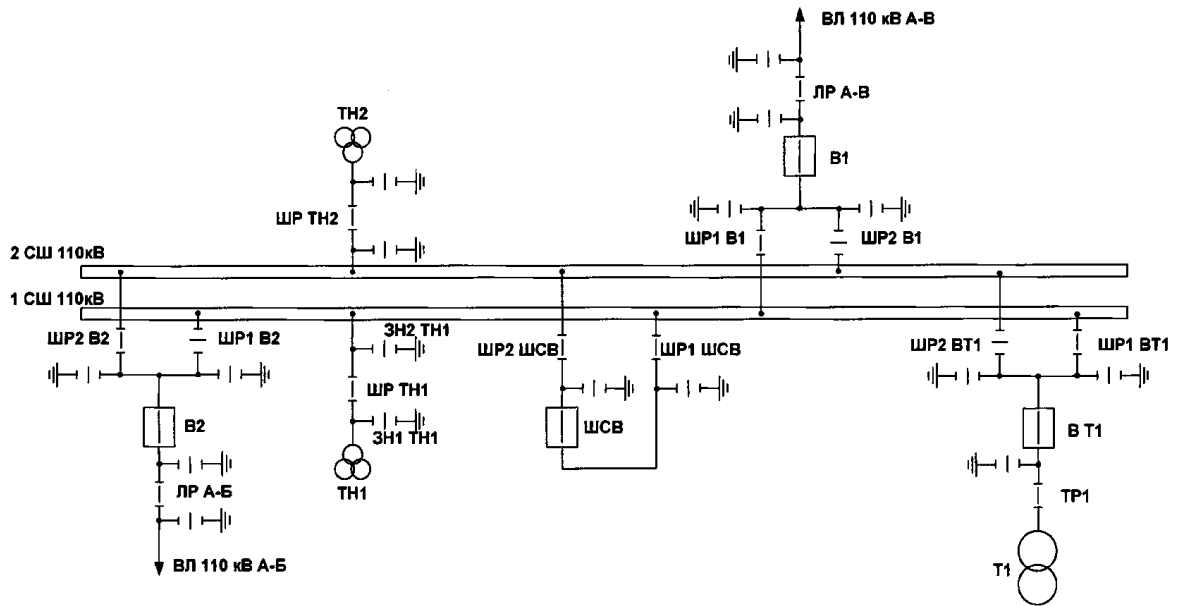 ВЛ 110 кВ А-В
ЛР А-В
ТН2
В1
ШР ТН2
ШР1 В1
ШР2 В1
2 СШ 110кВ
1 СШ 110кВ
ЗН2 ТН1
ШР2 В2
ШР1 В2
ШР2 ШСВ
ШР1 ШСВ
ШР2 ВТ1
ШР1 ВТ1
ШР ТН1
В2
ЗН1 ТН1
ШСВ
В Т1
ТН1
ЛР А-Б
ТР1
ВЛ 110 кВ А-Б
Т1